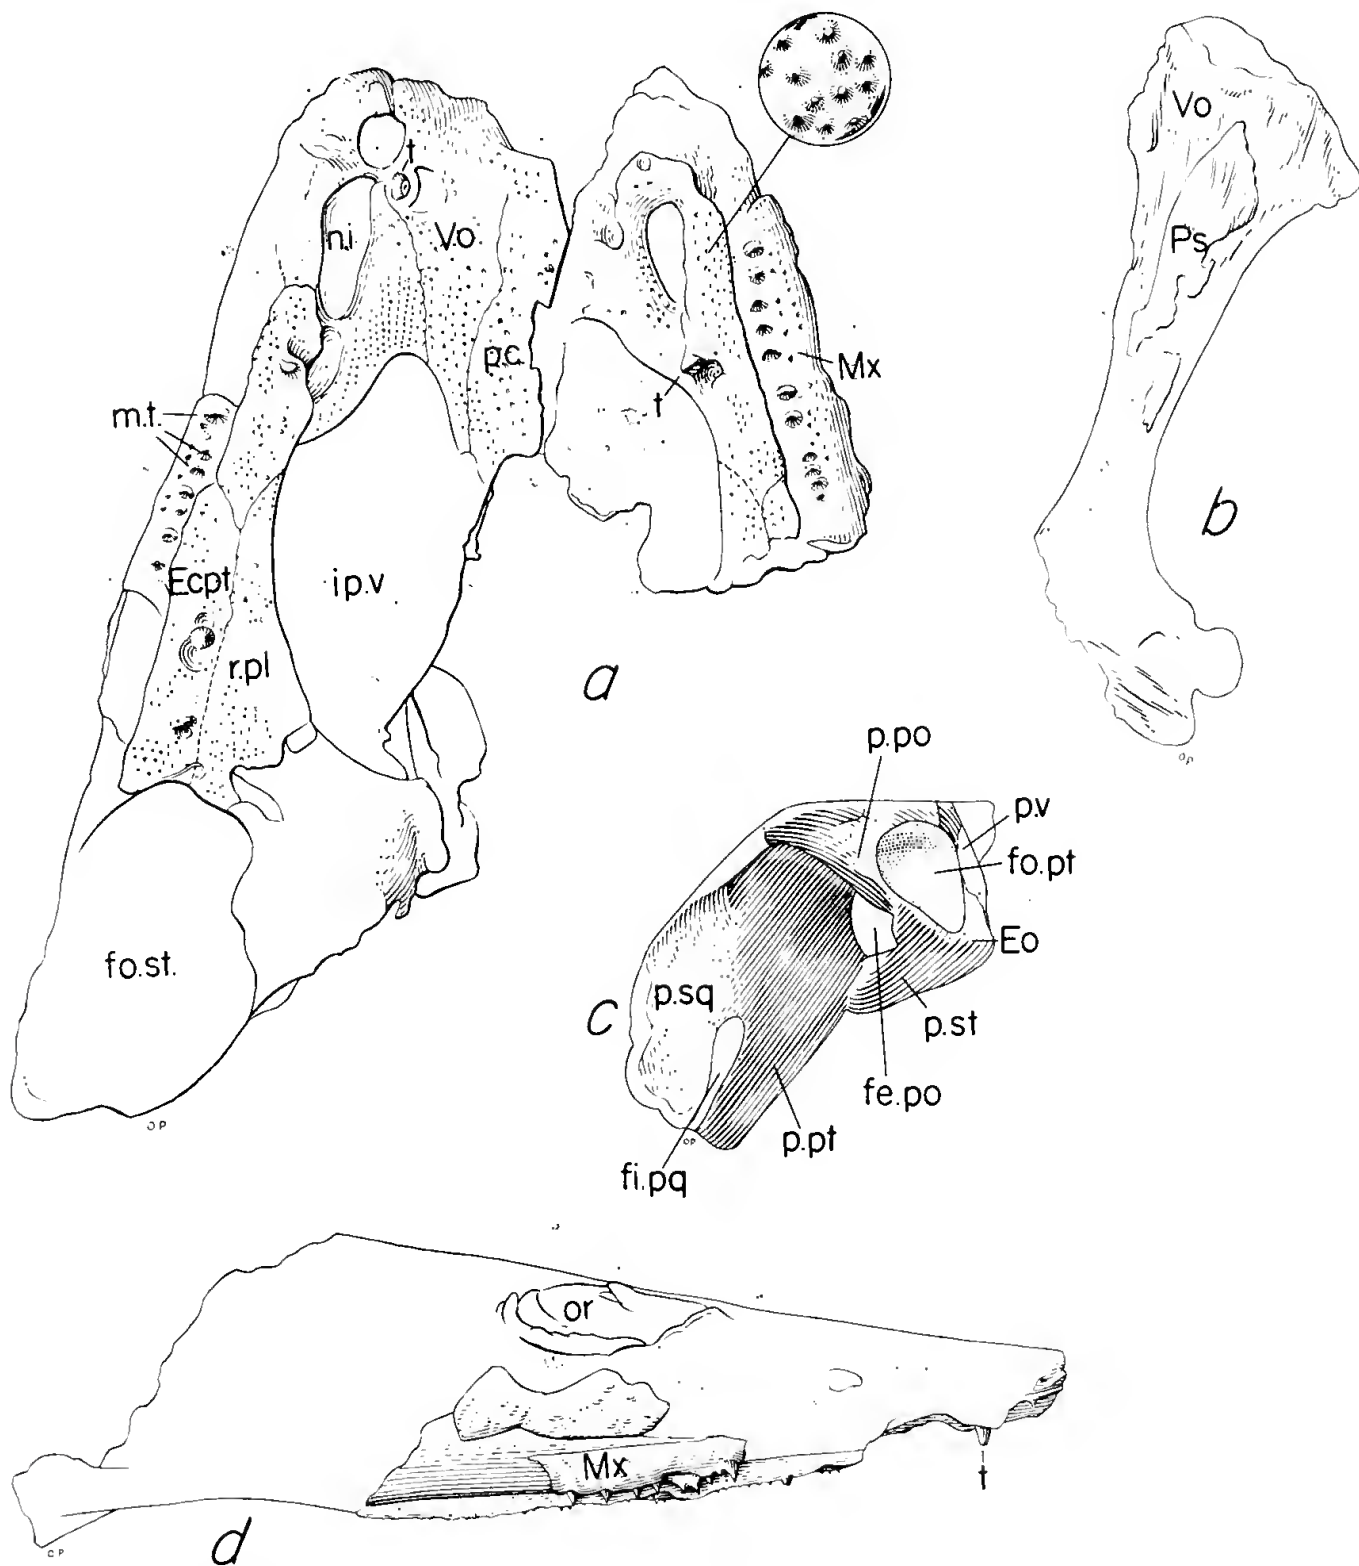 t
n.i
Vo
p.c.
m.t.
Ecpt
i p.v
r.pl
fo.st.
O P
t
Mx
a
Vo
Ps
b
O P
p.po
p.v
fo.pt
Eo
p.sq
c
p.st
fe.po
p.pt
fi.pq
O P
or
Mx
t
d
O P